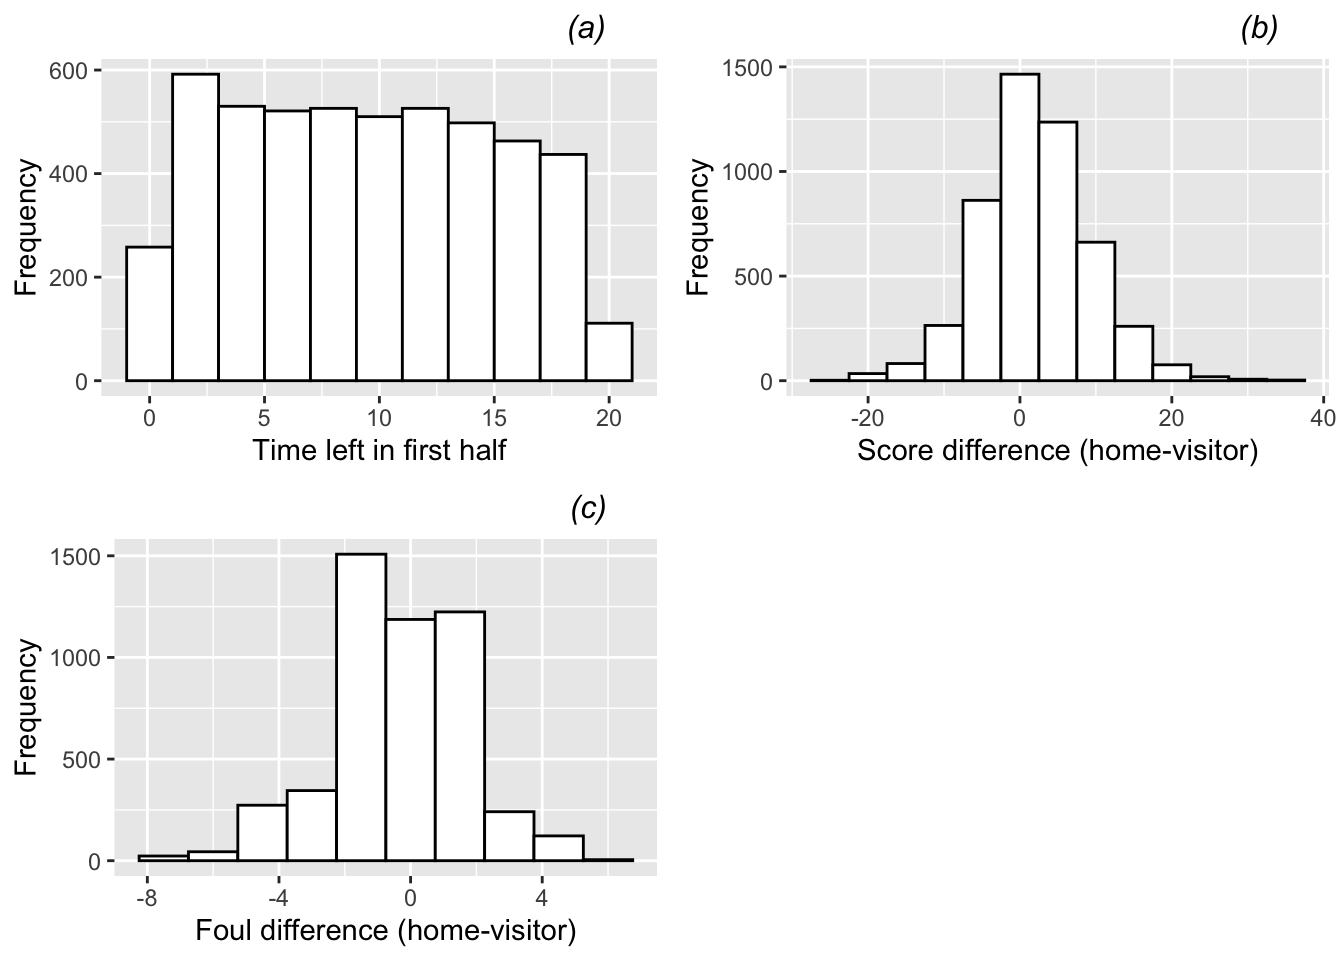 (a)
Frequency
600
400
200
0
0 5 10 15 20
Time left in first half
(b)
Frequency
1500
1000
500
0
-20 0 20 40
Score difference (home-visitor)
(c)
Frequency
1500
1000
500
0
-8 -4 0 4
Foul difference (home-visitor)